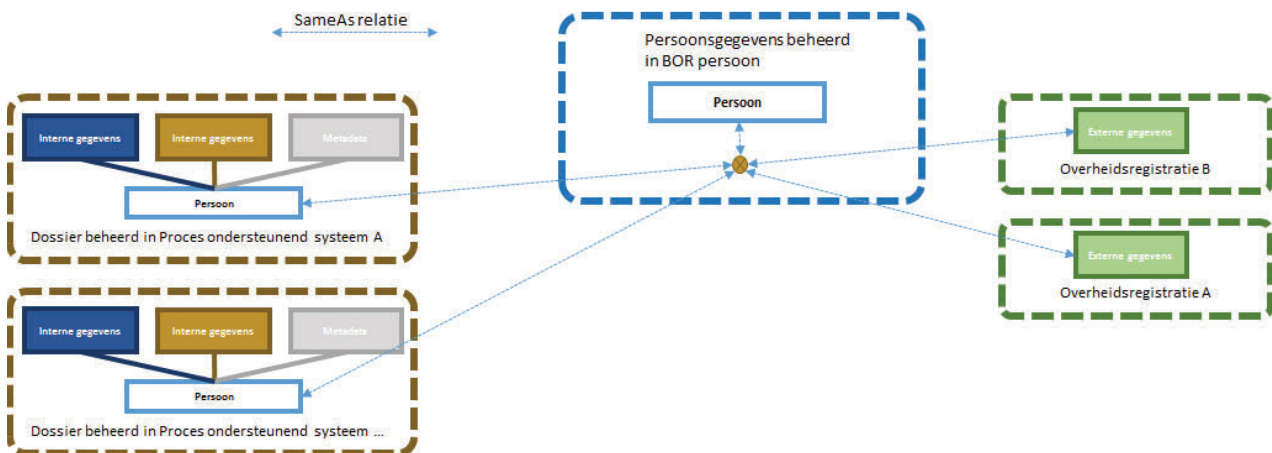 SameAs relatie
Persoonsgegevens beheerd
in BOR persoon
Persoon
Interne gegevens
Interne gegevens
Metadata
Persoon
Dossier beheerd in Proces ondersteunend systeem A
Externe gegevens
Overheidsregistratie B
Externe gegevens
Overheidsregistratie A
Interne gegevens
Interne gegevens
Metadata
Persoon
Dossier beheerd in Proces ondersteunend systeem ...